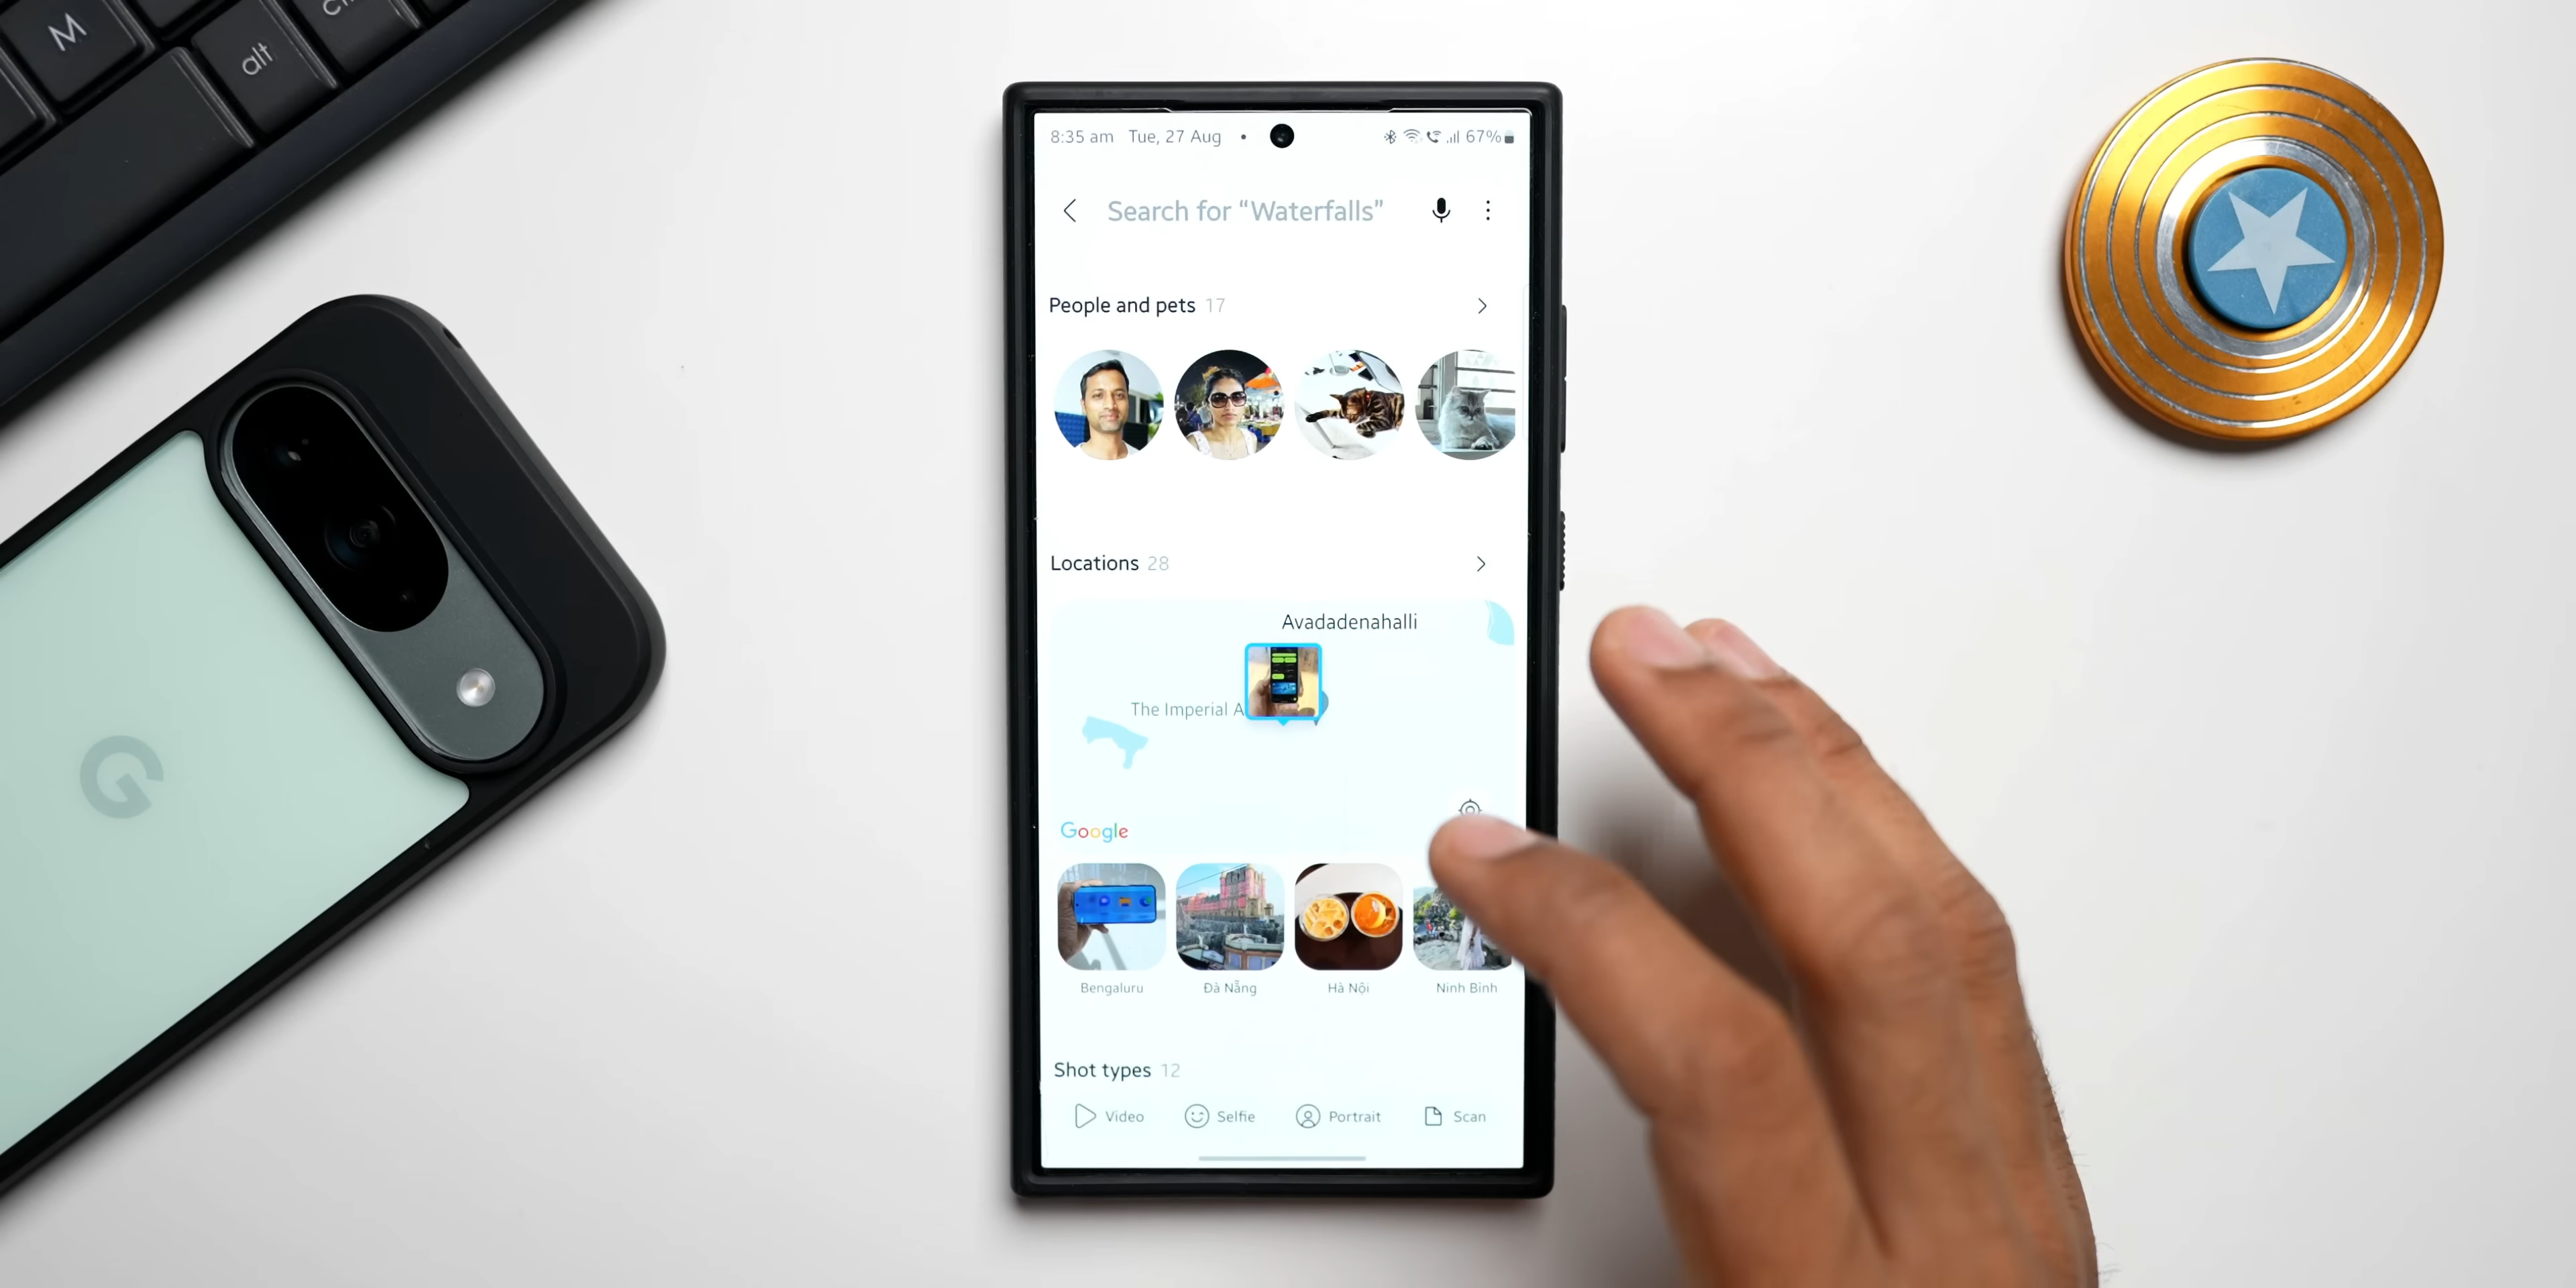 M
alt
8:35 am Tue, 27 Aug
67%
Search for “Waterfalls”
People and pets 17
Locations 28
Avadadenahalli
The Imperial A
Google
Bengaluru Đà Nẵng Hà Nội Ninh Bình
Shot types 12
Video Selfie Portrait Scan
G